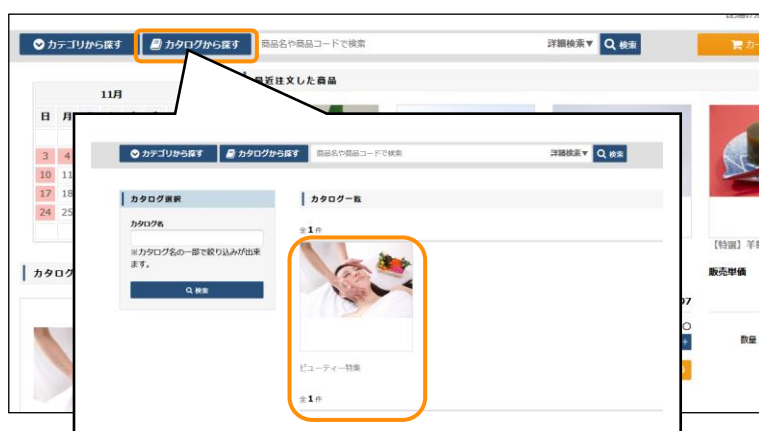 カテゴリから探す
カタログから探す
商品名や商品コードで検索
詳細検索▼
検索
最近注文した商品
11月
日 月
3 4
10 11
17 18
24 25
カタログ
【特選】羊
販売単価
97
数量
カテゴリから探す
カタログから探す
商品名や商品コードで検索
詳細検索▼
検索
カタログ選択
カタログ名
※カタログ名の一部で絞り込みが出来
ます。
検索
カタログ一覧
全1件
ビューティー特集
全1件